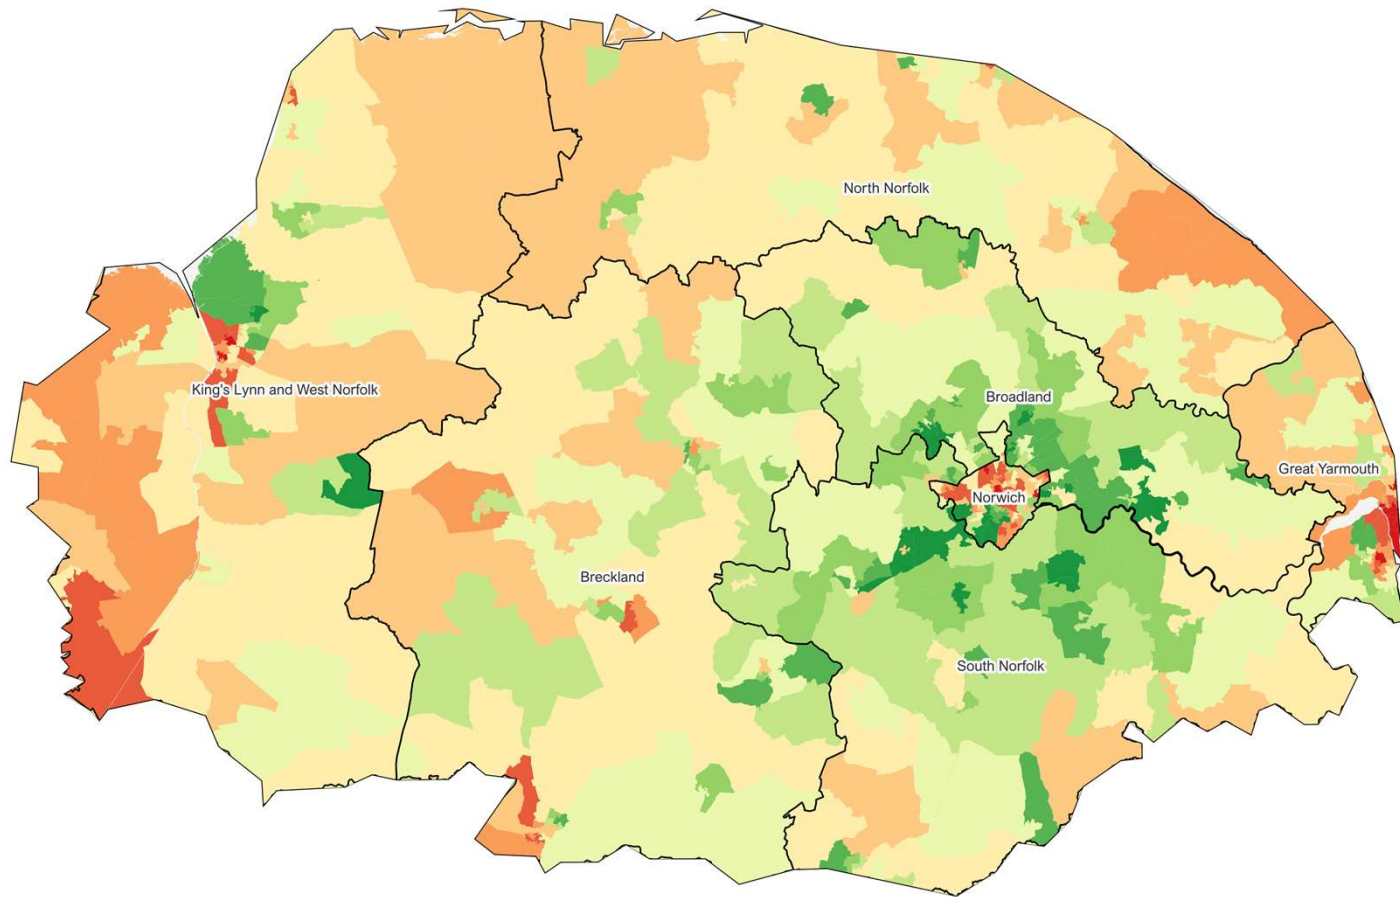 North Norfolk
King's Lynn and West Norfolk
Broadland
Great Yarmouth
Norwich
Breckland
South Norfolk